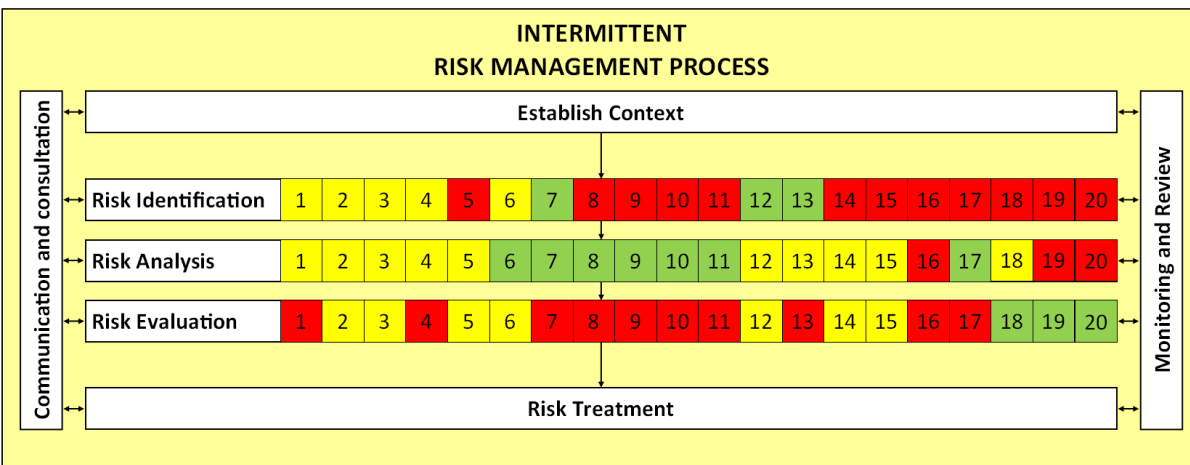 INTERMITTENT
RISK MANAGEMENT PROCESS
Communication and consultation
Establish Context
Risk Identification 1 2 3 4 5 6 7 8 9 10 11 12 13 14 15 16 17 18 19 20
Risk Analysis 1 2 3 4 5 6 7 8 9 10 11 12 13 14 15 16 17 18 19 20
Risk Evaluation 1 2 3 4 5 6 7 8 9 10 11 12 13 14 15 16 17 18 19 20
Risk Treatment
Monitoring and Review